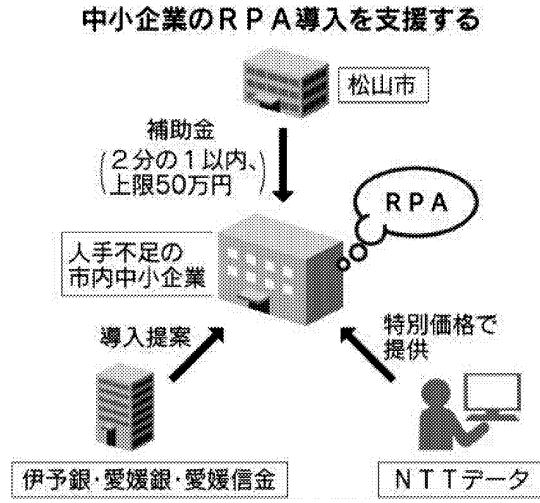 中小企業のRPA導入を支援する
松山市
補助金
(2分の1以内、
上限50万円)
RPA
人手不足の
市内中小企業
導入提案
特別価格で
提供
伊予銀・愛媛銀・愛媛信金
NTTデータ